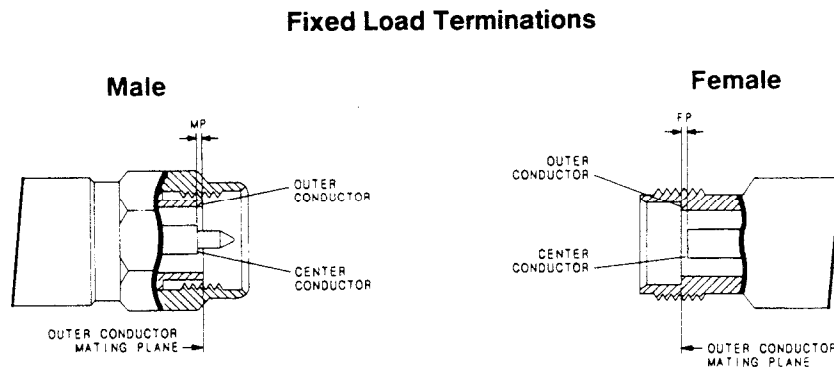 Fixed Load Terminations
Male
Female
MP
FP
OUTER
CONDUCTOR
CENTER
CONDUCTOR
OUTER CONDUCTOR
MATING PLANE
OUTER
CONDUCTOR
CENTER
CONDUCTOR
OUTER CONDUCTOR
MATING PLANE